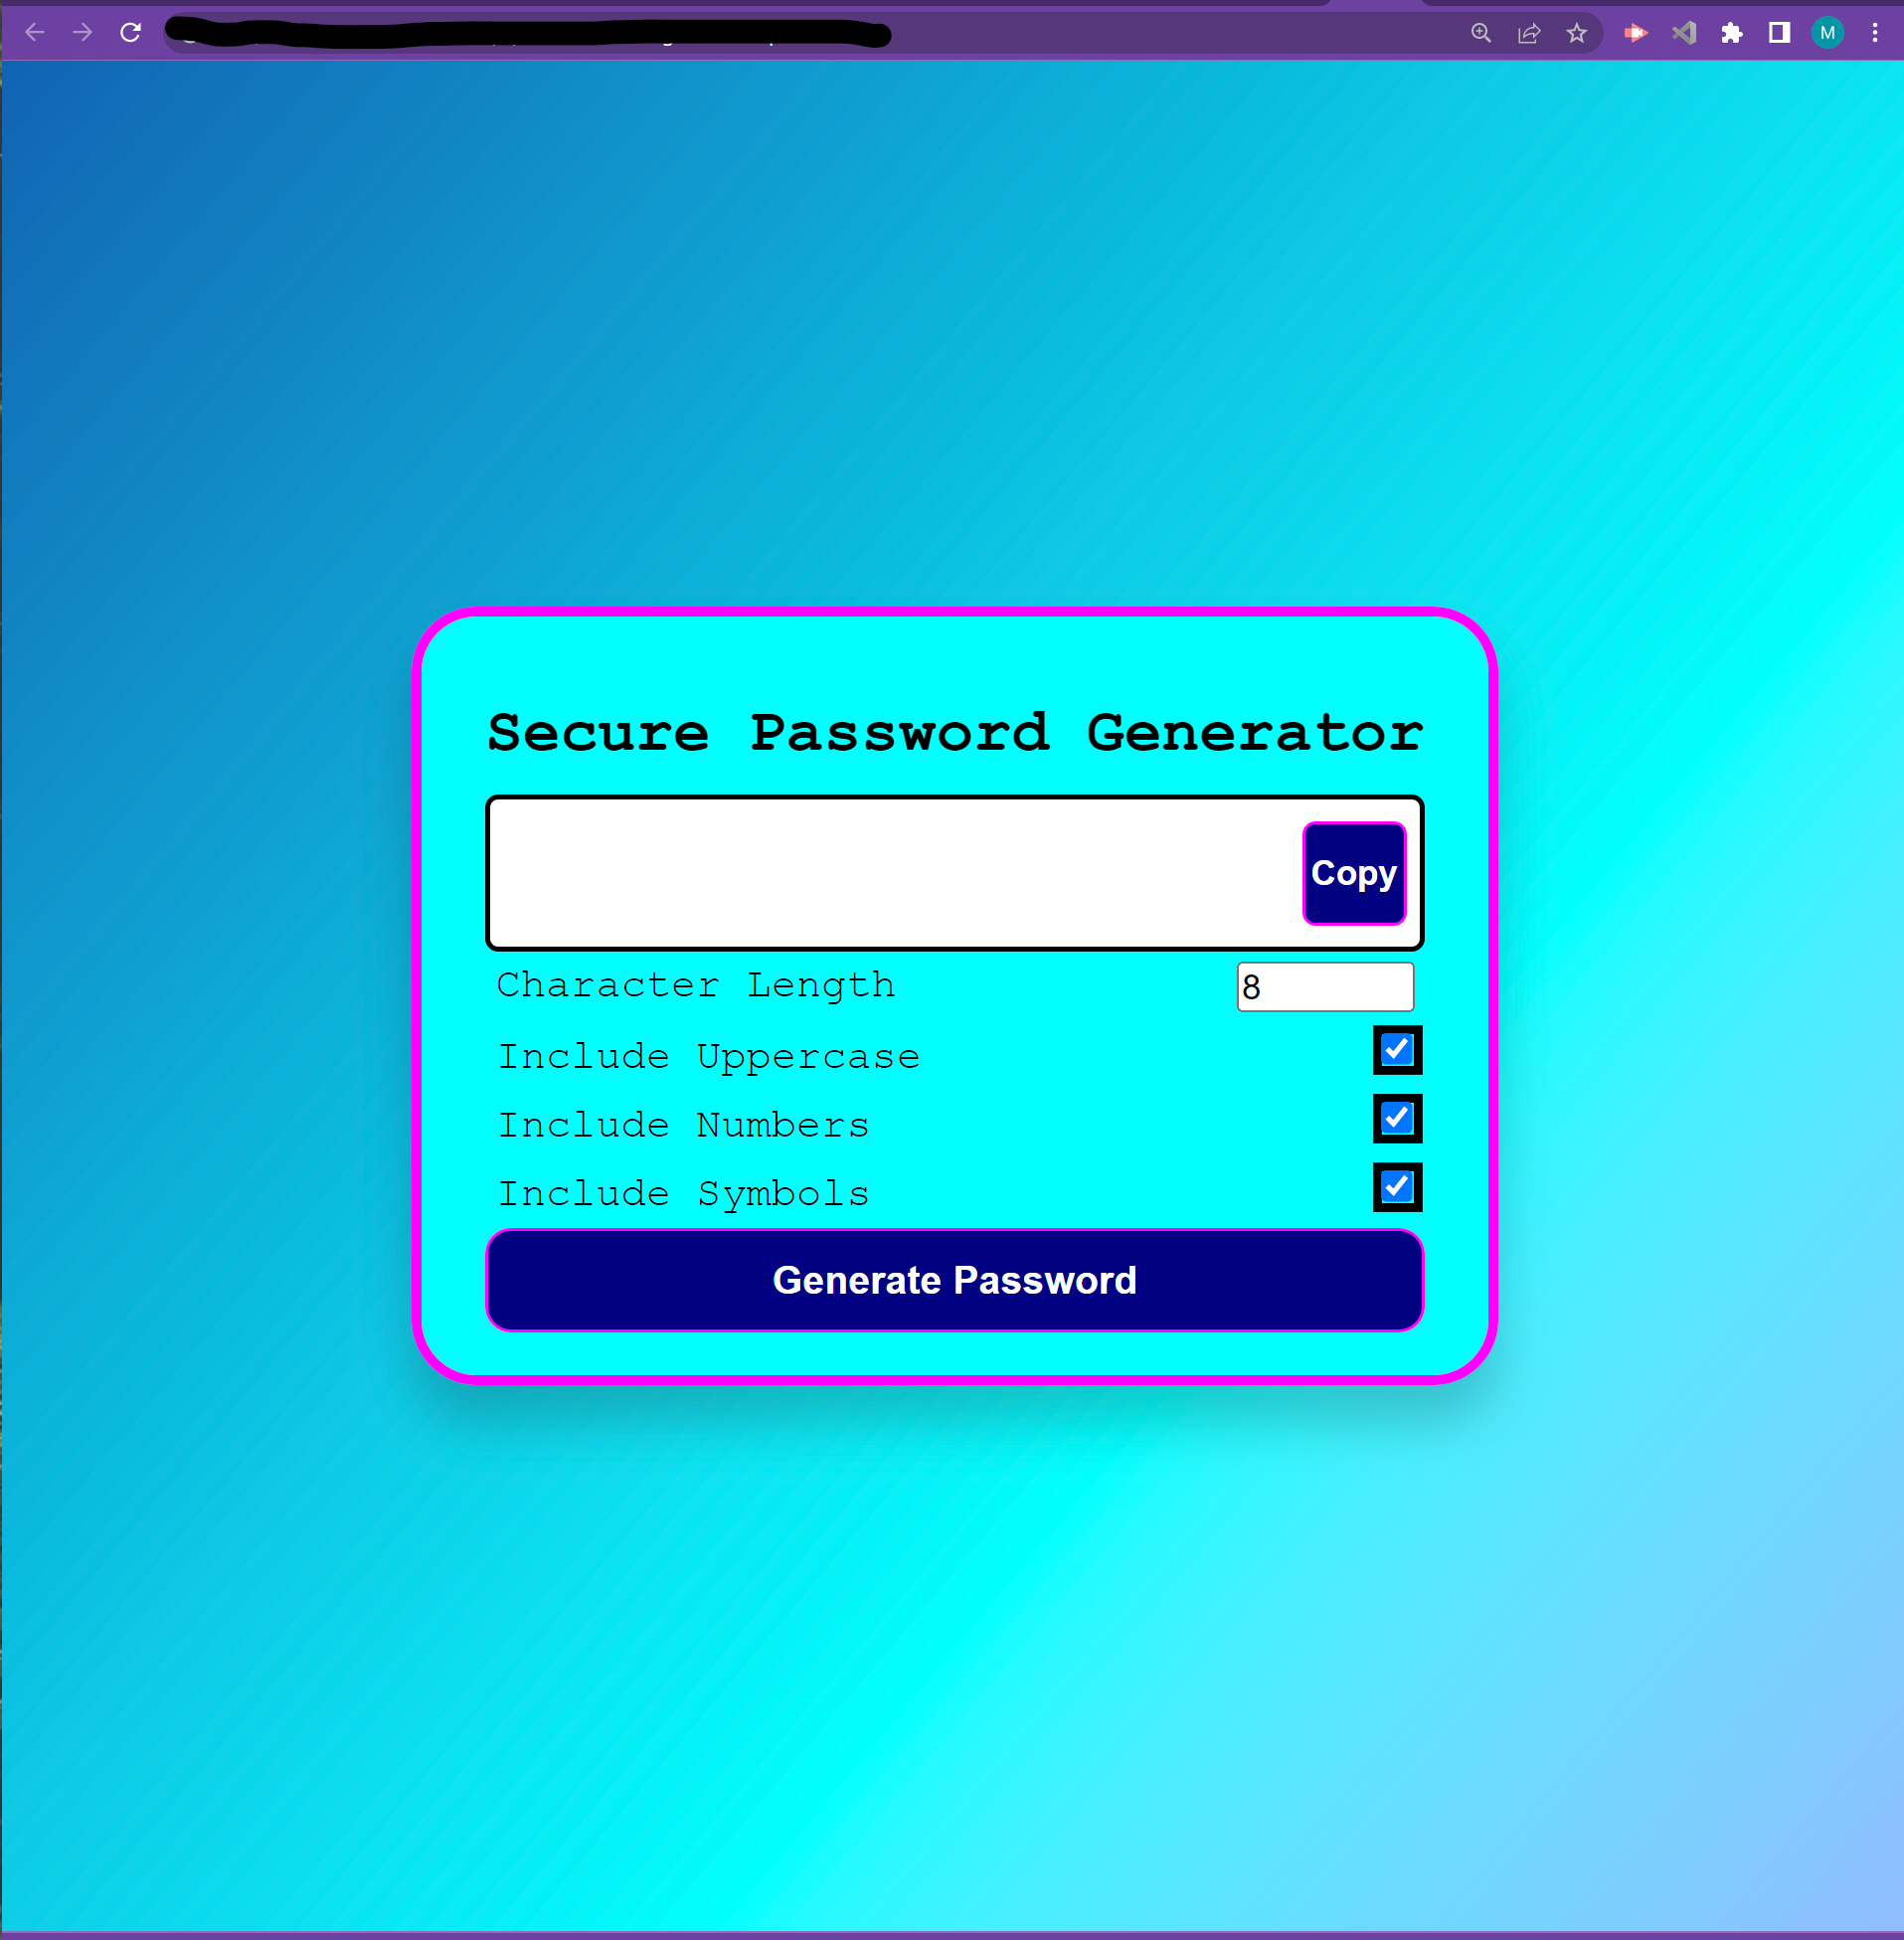 M
Secure Password Generator
Copy
Character Length 8
Include Uppercase
Include Numbers
Include Symbols
Generate Password